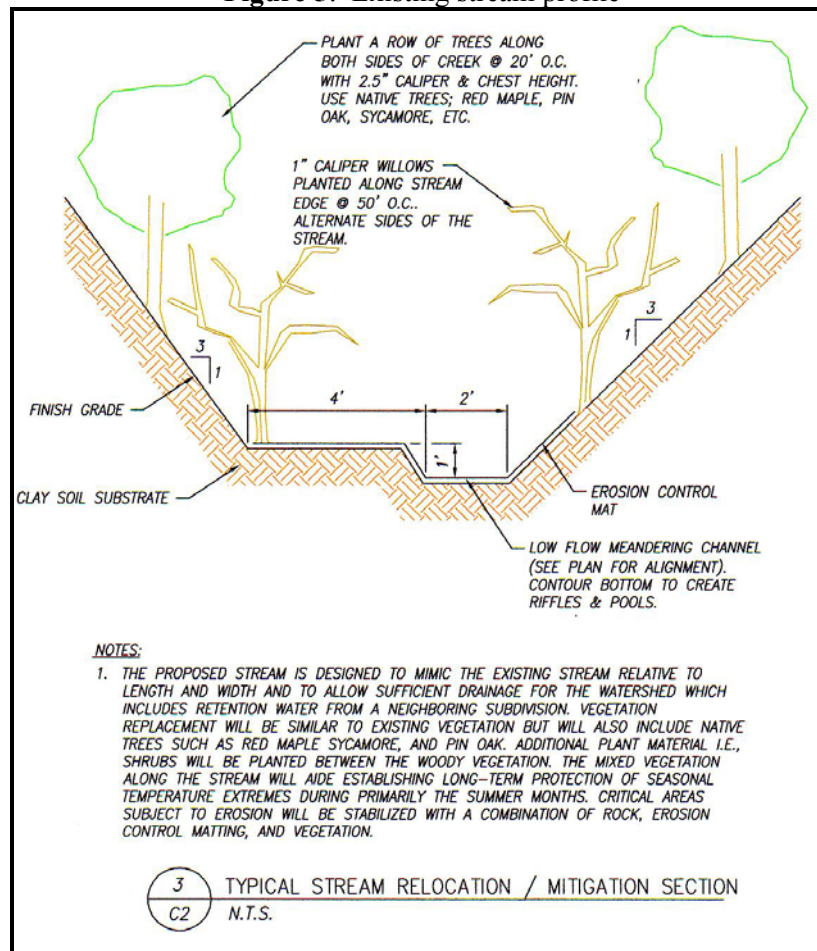 Figure 3. Existing stream profile
PLANT A ROW OF TREES ALONG
BOTH SIDES OF CREEK @ 20' O.C.
WITH 2.5" CALIPER & CHEST HEIGHT.
USE NATIVE TREES; RED MAPLE, PIN
OAK, SYCAMORE, ETC.
1" CALIPER WILLOWS
PLANTED ALONG STREAM
EDGE @ 50' O.C..
ALTERNATE SIDES OF THE
STREAM.
3
1
3
1
4'
2'
1'
FINISH GRADE
CLAY SOIL SUBSTRATE
EROSION CONTROL
MAT
LOW FLOW MEANDERING CHANNEL
(SEE PLAN FOR ALIGNMENT).
CONTOUR BOTTOM TO CREATE
RIFFLES & POOLS.
NOTES:
1. THE PROPOSED STREAM IS DESIGNED TO MIMIC THE EXISTING STREAM RELATIVE TO
LENGTH AND WIDTH AND TO ALLOW SUFFICIENT DRAINAGE FOR THE WATERSHED WHICH
INCLUDES RETENTION WATER FROM A NEIGHBORING SUBDIVISION. VEGETATION
REPLACEMENT WILL BE SIMILAR TO EXISTING VEGETATION BUT WILL ALSO INCLUDE NATIVE
TREES SUCH AS RED MAPLE SYCAMORE, AND PIN OAK. ADDITIONAL PLANT MATERIAL I.E.,
SHRUBS WILL BE PLANTED BETWEEN THE WOODY VEGETATION. THE MIXED VEGETATION
ALONG THE STREAM WILL AIDE ESTABLISHING LONG-TERM PROTECTION OF SEASONAL
TEMPERATURE EXTREMES DURING PRIMARILY THE SUMMER MONTHS. CRITICAL AREAS
SUBJECT TO EROSION WILL BE STABILIZED WITH A COMBINATION OF ROCK, EROSION
CONTROL MATTING, AND VEGETATION.
3 TYPICAL STREAM RELOCATION / MITIGATION SECTION
C2 N.T.S.